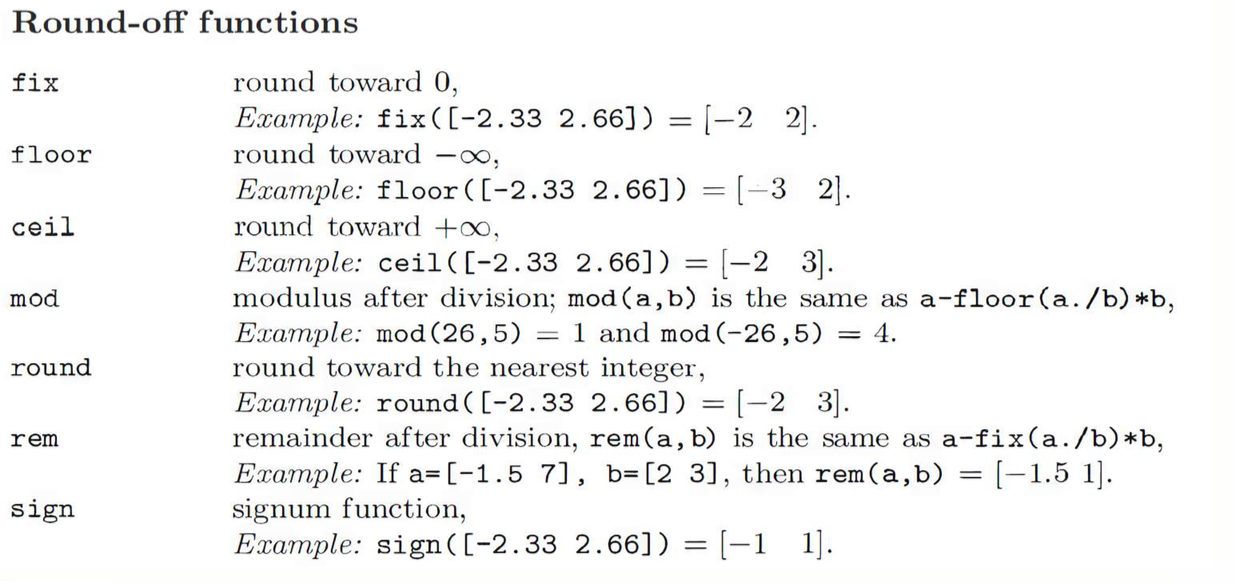 Round-off functions
fix round toward 0,
Example: fix([-2.33 2.66]) = [−2 2].
floor round toward −∞,
Example: floor([-2.33 2.66]) = [−3 2].
ceil round toward +∞,
Example: ceil([-2.33 2.66]) = [−2 3].
mod modulus after division; mod(a,b) is the same as a-floor(a./b)*b,
Example: mod(26,5) = 1 and mod(-26,5) = 4.
round round toward the nearest integer,
Example: round([-2.33 2.66]) = [−2 3].
rem remainder after division, rem(a,b) is the same as a-fix(a./b)*b,
Example: If a=[-1.5 7], b=[2 3], then rem(a,b) = [−1.5 1].
sign signum function,
Example: sign([-2.33 2.66]) = [−1 1].